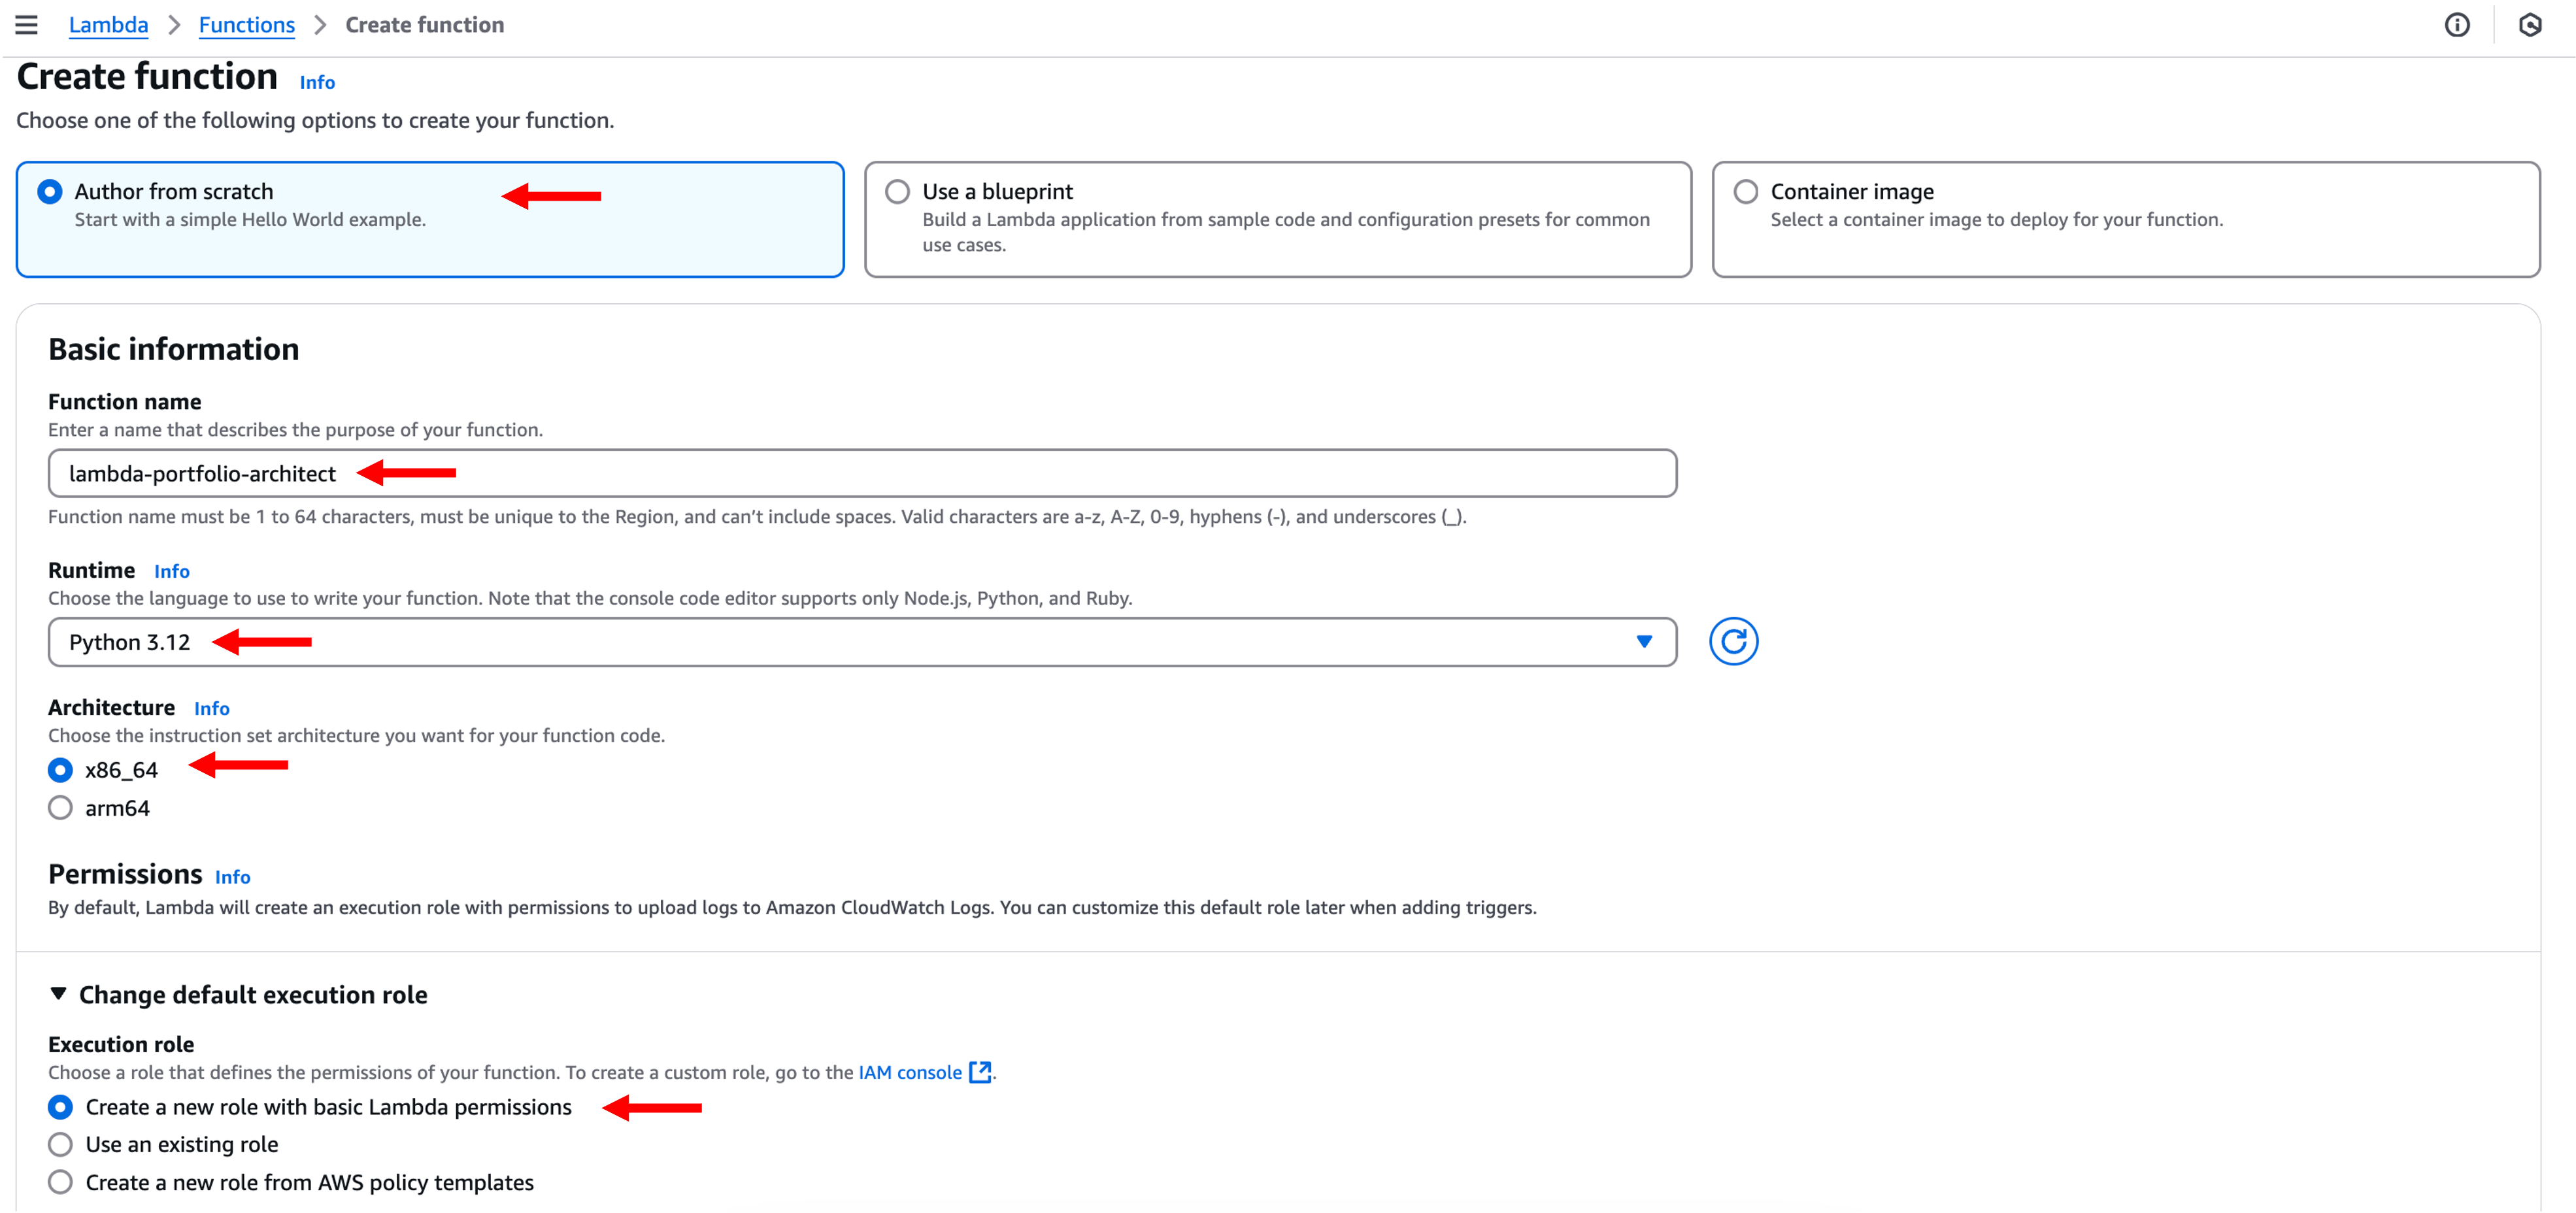 Lambda > Functions > Create function
Create function Info
Choose one of the following options to create your function.
Author from scratch
Start with a simple Hello World example.
Use a blueprint
Build a Lambda application from sample code and configuration presets for common
use cases.
Container image
Select a container image to deploy for your function.
Basic information
Function name
Enter a name that describes the purpose of your function.
lambda-portfolio-architect
Function name must be 1 to 64 characters, must be unique to the Region, and can’t include spaces. Valid characters are a-z, A-Z, 0-9, hyphens (-), and underscores (_).
Runtime Info
Choose the language to use to write your function. Note that the console code editor supports only Node.js, Python, and Ruby.
Python 3.12
Architecture Info
Choose the instruction set architecture you want for your function code.
x86_64
arm64
Permissions Info
By default, Lambda will create an execution role with permissions to upload logs to Amazon CloudWatch Logs. You can customize this default role later when adding triggers.
Change default execution role
Execution role
Choose a role that defines the permissions of your function. To create a custom role, go to the IAM console.
Create a new role with basic Lambda permissions
Use an existing role
Create a new role from AWS policy templates